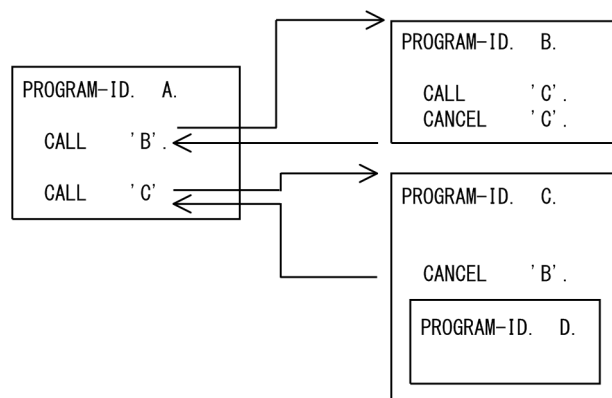 PROGRAM-ID. A.
CALL 'B'.
CALL 'C'
PROGRAM-ID. B.
CALL 'C'.
CANCEL 'C'.
PROGRAM-ID. C.
CANCEL 'B'.
PROGRAM-ID. D.